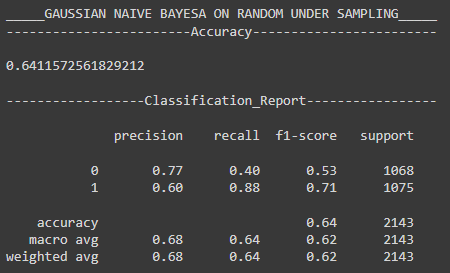 _____GAUSSIAN NAIVE BAYESA ON RANDOM UNDER SAMPLING_____
------------------------Accuracy------------------------
0.6411572561829212
------------------Classification_Report-----------------
precision recall f1-score support
0 0.77 0.40 0.53 1068
1 0.60 0.88 0.71 1075
accuracy 0.64 2143
macro avg 0.68 0.64 0.62 2143
weighted avg 0.68 0.64 0.62 2143